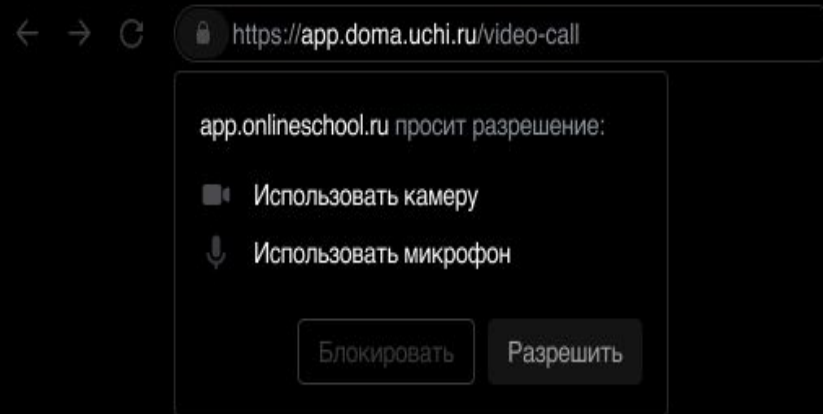 https://app.doma.uchi.ru/video-call
app.onlineschool.ru просит разрешение:
Использовать камеру
Использовать микрофон
Блокировать
Разрешить